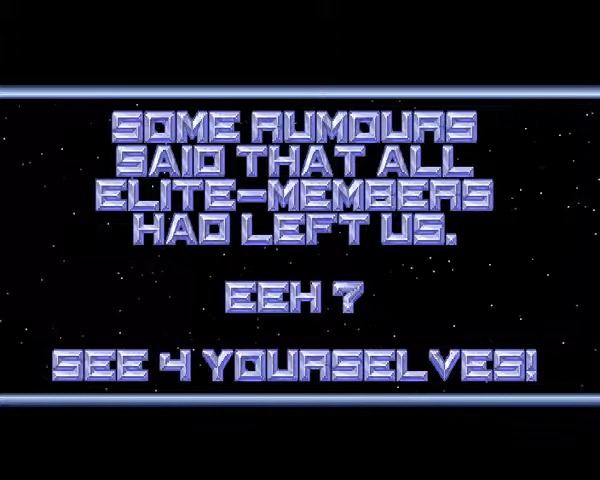 SOME RUMOURS
SAID THAT ALL
ELITE-MEMBERS
HAD LEFT US.
EEH ?
SEE 4 YOURSELVES!